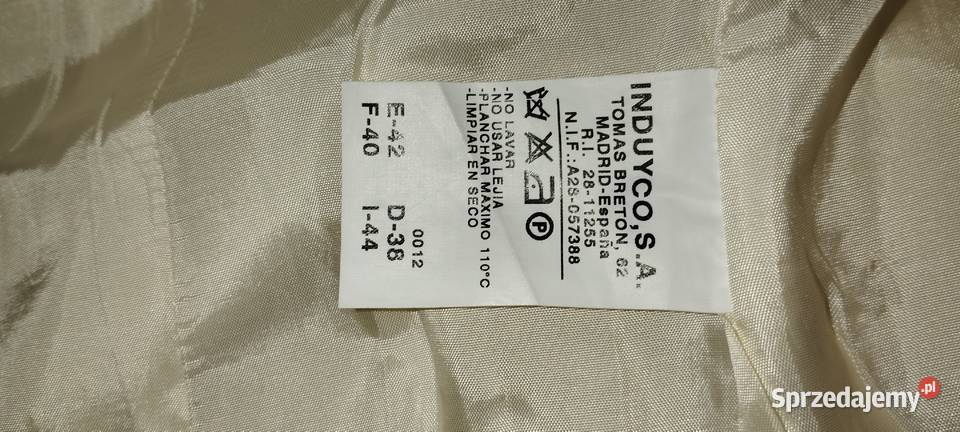 INDUYCO,S.A.
TOMAS BRETON, 62
MADRID-España
R.I. 28-11255
N.I.F.:A28-057388
P
-NO LAVAR
-NO USAR LEJIA
-PLANCHAR MAXIMO 110°C
-LIMPIAR EN SECO
0012
E-42 D-38
F-40 I-44
Sprzedajemy.pl